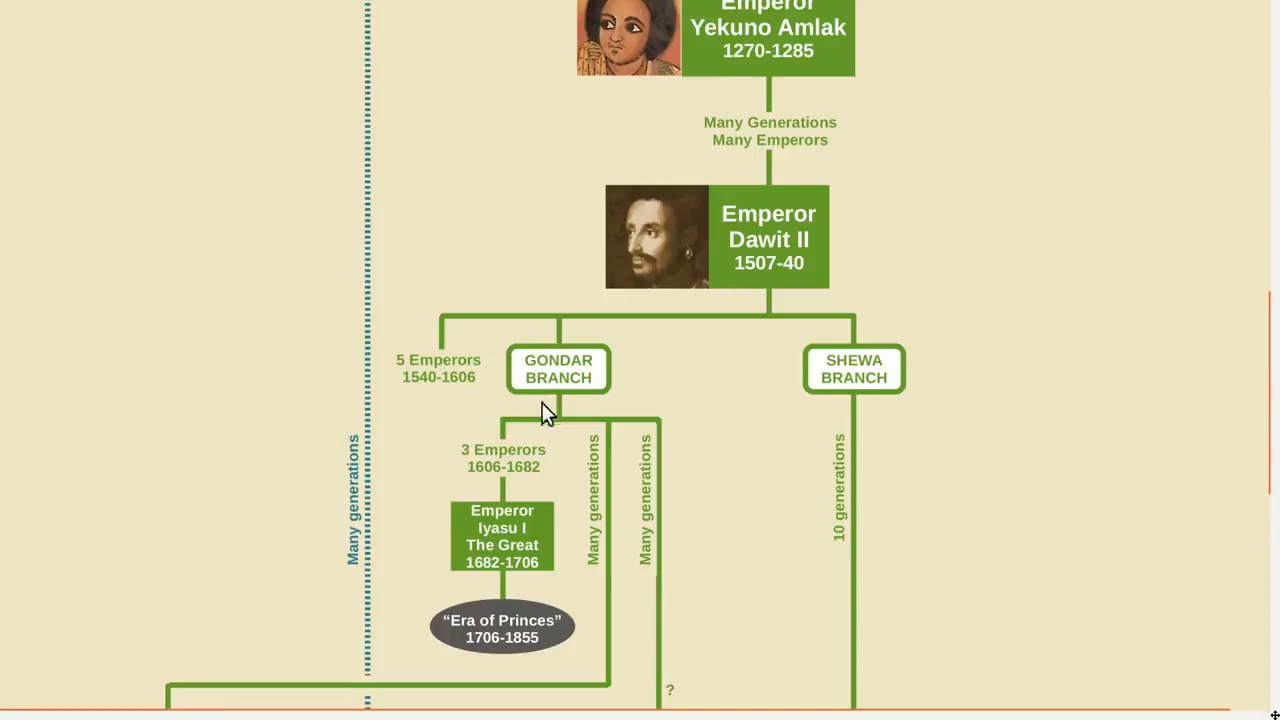 Emperor
Yekuno Amlak
1270-1285
Many Generations
Many Emperors
Emperor
Dawit II
1507-40
5 Emperors
1540-1606
GONDAR
BRANCH
SHEWA
BRANCH
3 Emperors
1606-1682
Many generations
Many generations
Many generations
10 generations
Emperor
Iyasu I
The Great
1682-1706
“Era of Princes”
1706-1855
?